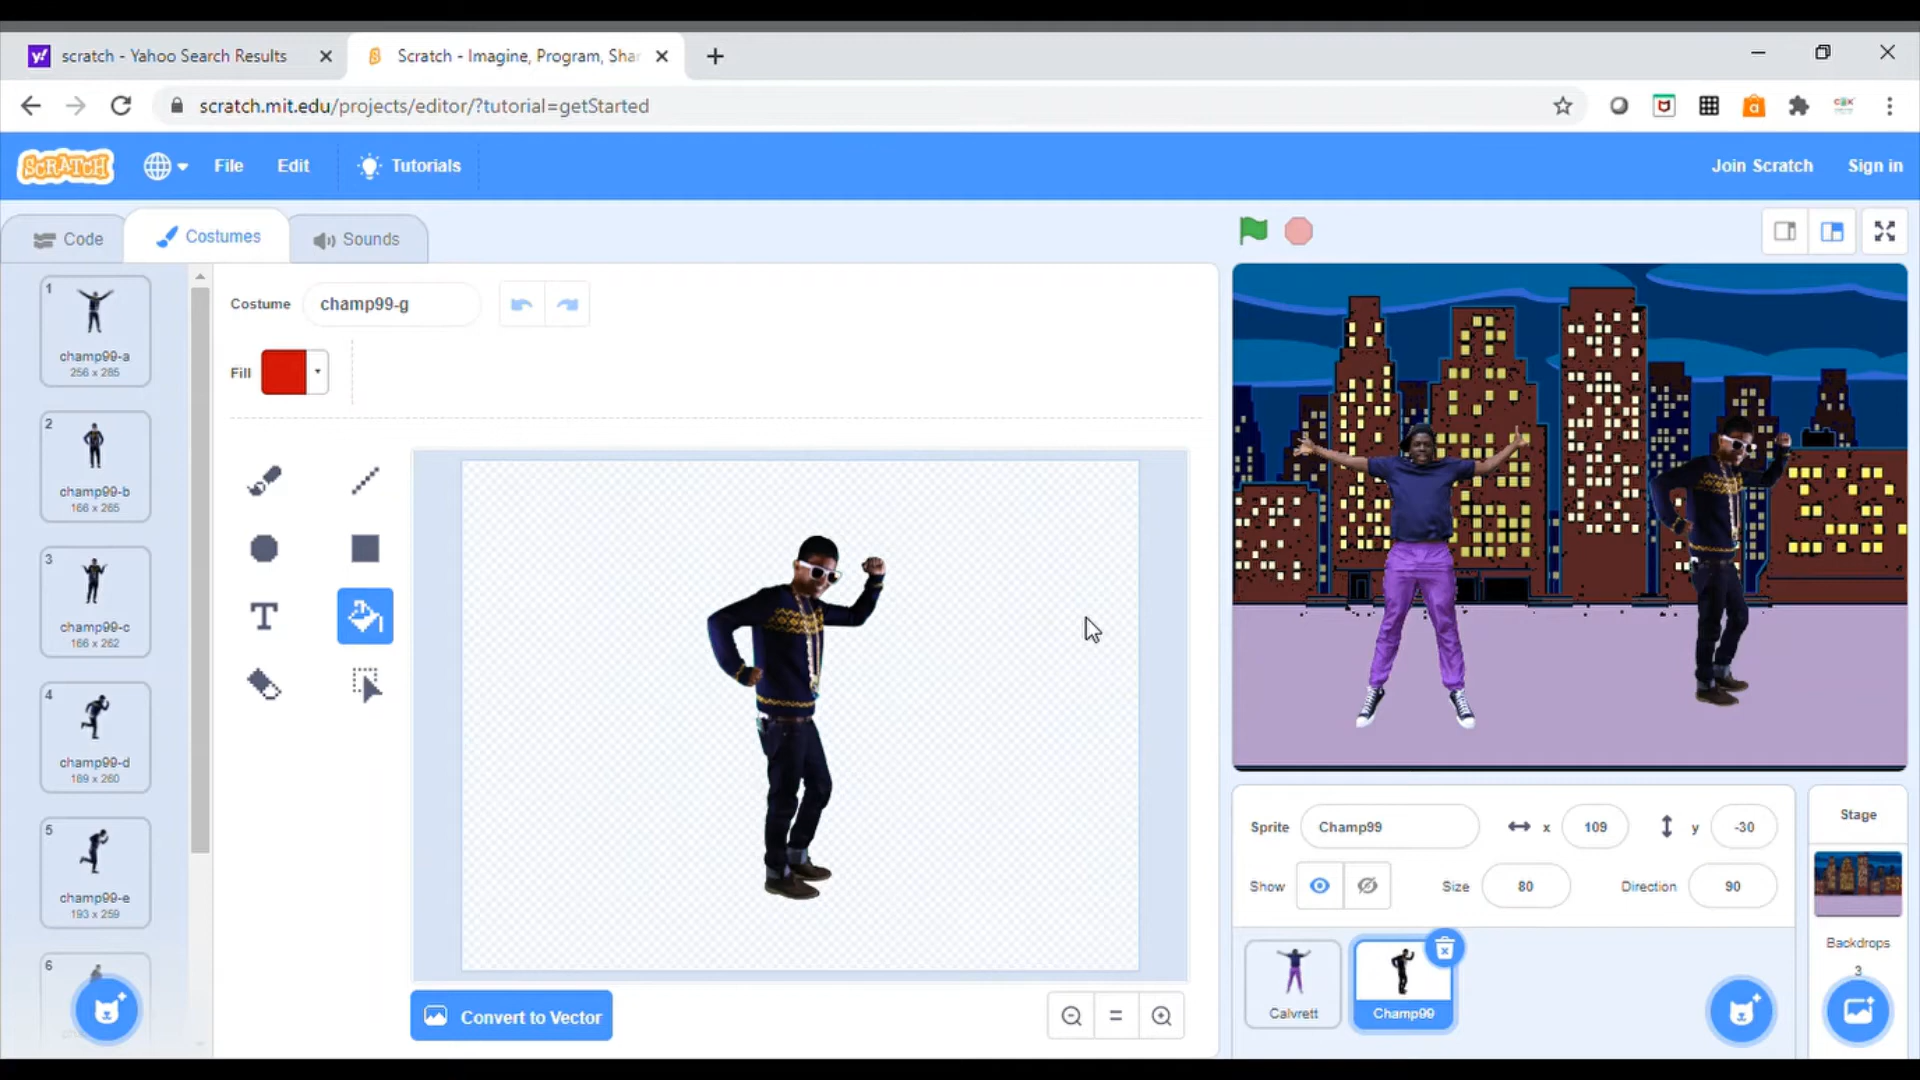 scratch - Yahoo Search Results
Scratch - Imagine, Program, Shar
scratch.mit.edu/projects/editor/?tutorial=getStarted
SCRATCH
File
Edit
Tutorials
Join Scratch
Sign in
Code
Costumes
Sounds
1
champ99-a
256 x 285
2
champ99-b
166 x 265
3
champ99-c
166 x 262
4
champ99-d
189 x 260
5
champ99-e
193 x 259
6
Costume
champ99-g
Fill
T
Convert to Vector
Sprite
Champ99
x
109
y
-30
Show
Size
80
Direction
90
Calvrett
Champ99
Stage
Backdrops
3